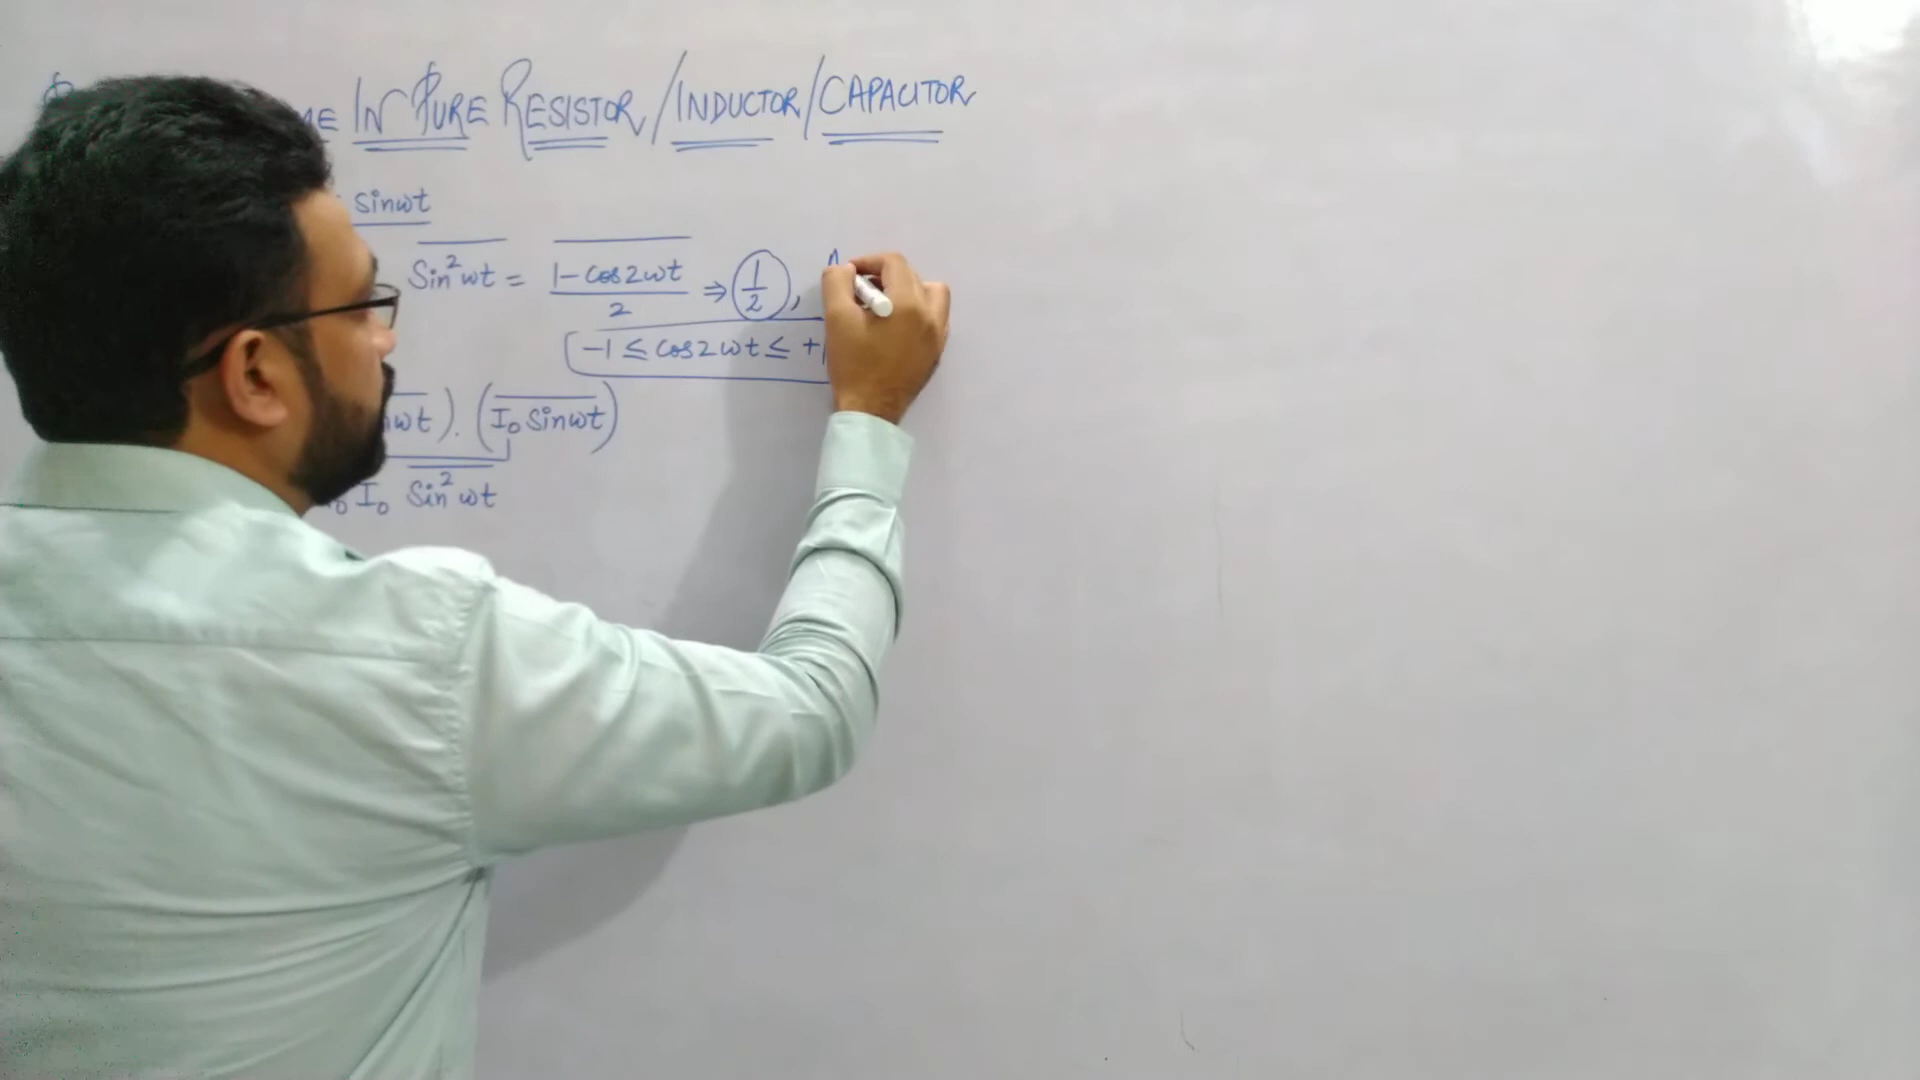 IN PURE RESISTOR/INDUCTOR/CAPACITOR
sinωt
Sin²ωt = 1-cos2ωt / 2 ⇒ 1/2,
-1 ≤ cos2ωt ≤ +1
ωt). (I₀ Sinωt)
I₀ Sin²ωt